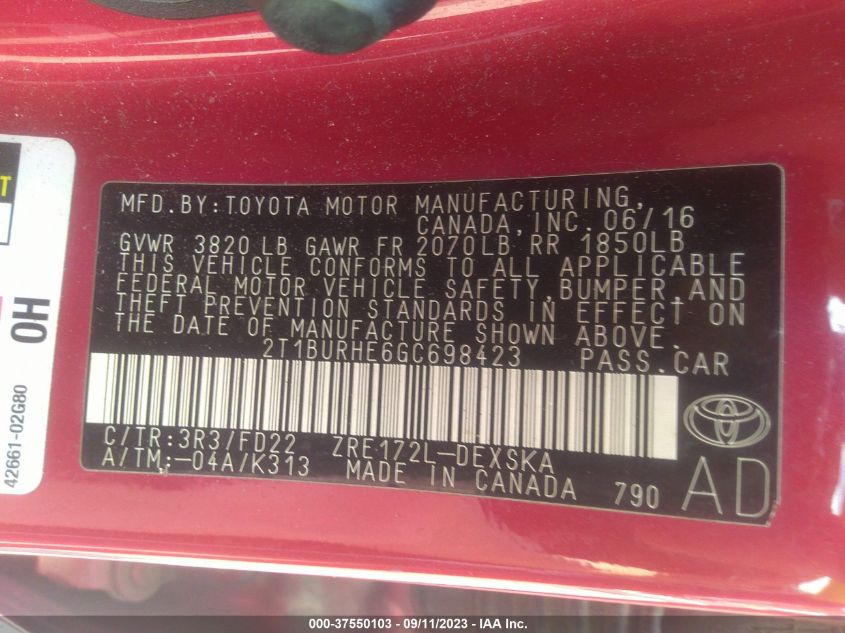 MFD.BY:TOYOTA MOTOR MANUFACTURING,
CANADA,INC. 06/16
GVWR 3820 LB GAWR FR 2070LB RR 1850LB
THIS VEHICLE CONFORMS TO ALL APPLICABLE
FEDERAL MOTOR VEHICLE SAFETY,BUMPER,AND
THEFT PREVENTION STANDARDS IN EFFECT ON
THE DATE OF MANUFACTURE SHOWN ABOVE.
2T1BURHE6GC698423 PASS.CAR
C/TR:3R3/FD22 ZRE172L-DEXSKA
A/TM:-04A/K313 MADE IN CANADA 790
AD
OH
42661-02G80
000-37550103 - 09/11/2023 - IAA Inc.